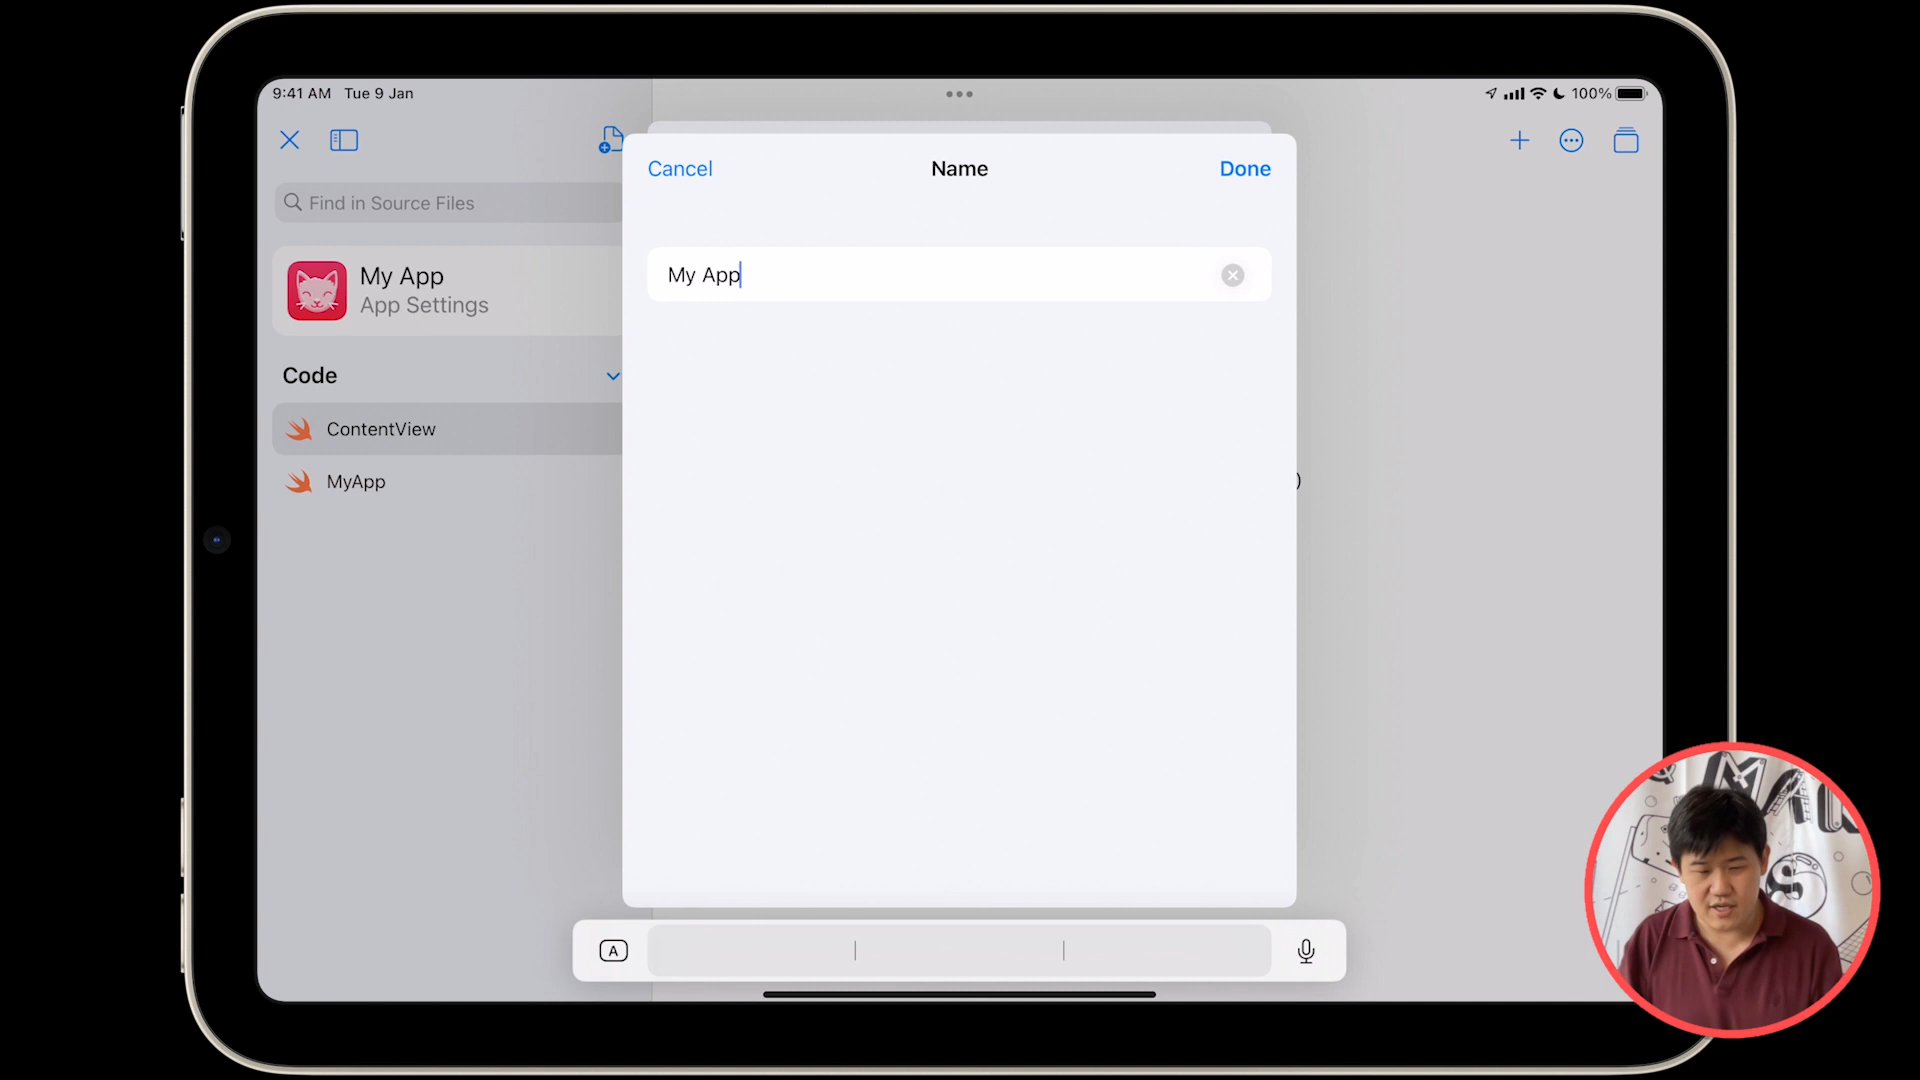 9:41 AM Tue 9 Jan
100%
Find in Source Files
My App
App Settings
Code
ContentView
MyApp
Cancel
Name
Done
My App
)
A
MAU
S